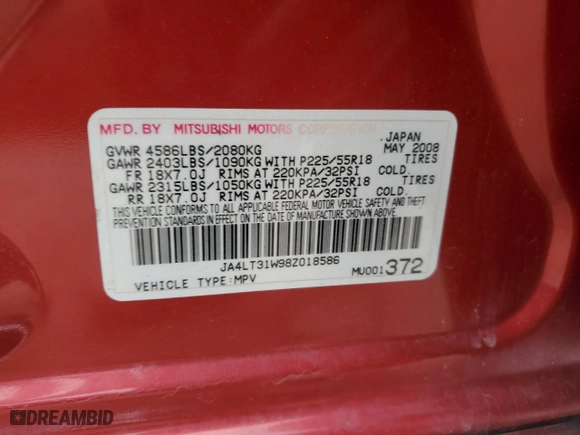 MFD. BY MITSUBISHI MOTORS CORPORATION. JAPAN
GVWR 4586LBS/2080KG MAY 2008
GAWR 2403LBS/1090KG WITH P225/55R18 TIRES
FR 18X7.0J RIMS AT 220KPA/32PSI COLD.
GAWR 2315LBS/1050KG WITH P225/55R18 TIRES
RR 18X7.0J RIMS AT 220KPA/32PSI COLD.
THIS VEHICLE CONFORMS TO ALL APPLICABLE FEDERAL MOTOR VEHICLE SAFETY AND THEFT
PREVENTION STANDARDS IN EFFECT ON THE DATE OF MANUFACTURE SHOWN ABOVE.
JA4LT31W98Z018586
VEHICLE TYPE:MPV MU001372
DREAMBID